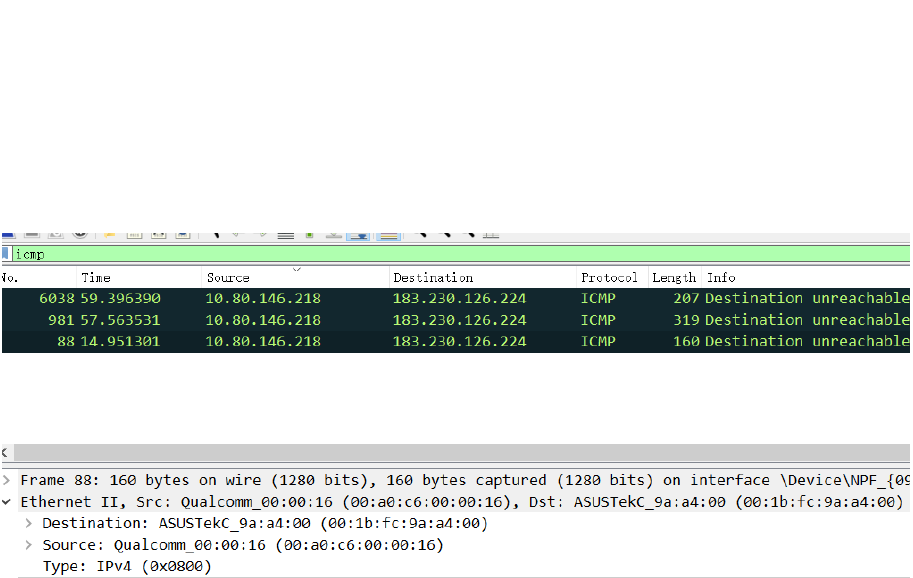 icmp
No. Time Source Destination Protocol Length Info
6038 59.396390 10.80.146.218 183.230.126.224 ICMP 207 Destination unreachable
981 57.563531 10.80.146.218 183.230.126.224 ICMP 319 Destination unreachable
88 14.951301 10.80.146.218 183.230.126.224 ICMP 160 Destination unreachable
Frame 88: 160 bytes on wire (1280 bits), 160 bytes captured (1280 bits) on interface \Device\NPF_{09
Ethernet II, Src: Qualcomm_00:00:16 (00:a0:c6:00:00:16), Dst: ASUSTekC_9a:a4:00 (00:1b:fc:9a:a4:00)
Destination: ASUSTekC_9a:a4:00 (00:1b:fc:9a:a4:00)
Source: Qualcomm_00:00:16 (00:a0:c6:00:00:16)
Type: IPv4 (0x0800)